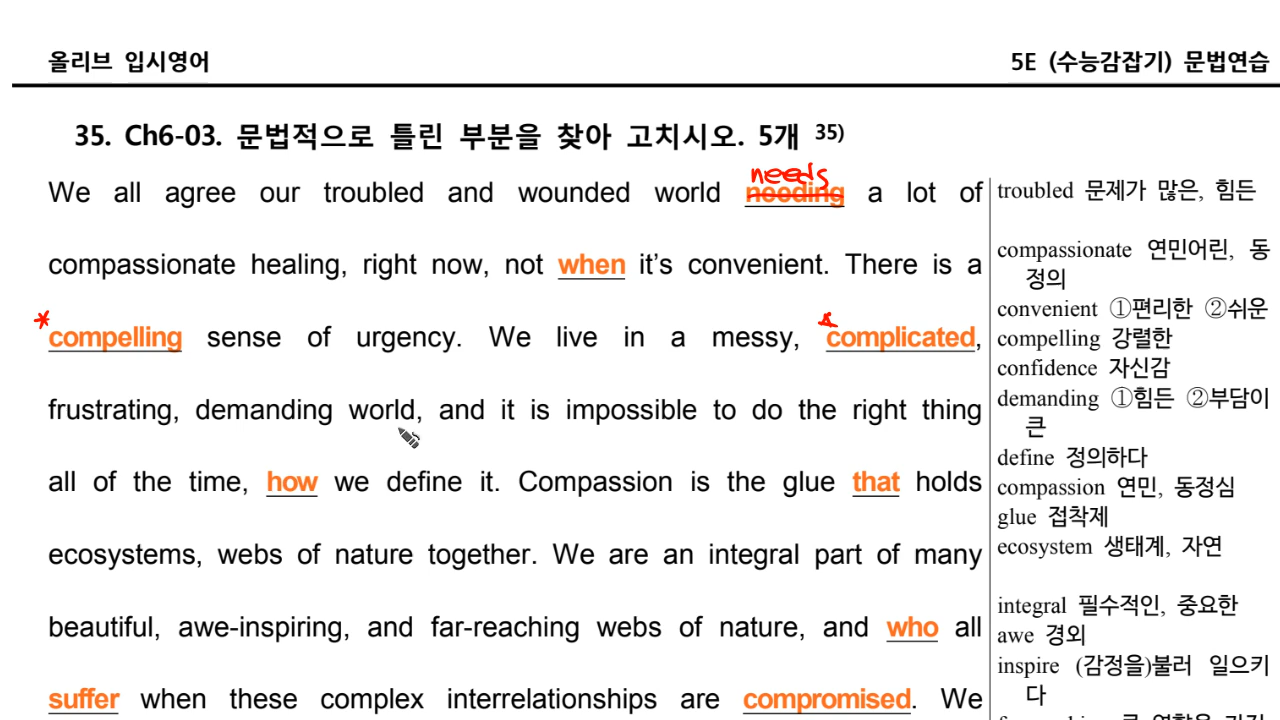 올리브 입시영어
5E (수능감잡기) 문법연습
35. Ch6-03. 문법적으로 틀린 부분을 찾아 고치시오. 5개 35)
needs
We all agree our troubled and wounded world needing a lot of
compassionate healing, right now, not when it's convenient. There is a
compelling sense of urgency. We live in a messy, complicated,
frustrating, demanding world, and it is impossible to do the right thing
all of the time, how we define it. Compassion is the glue that holds
ecosystems, webs of nature together. We are an integral part of many
beautiful, awe-inspiring, and far-reaching webs of nature, and who all
suffer when these complex interrelationships are compromised. We
troubled 문제가 많은, 힘든
compassionate 연민어린, 동
정의
convenient ①편리한 ②쉬운
compelling 강렬한
confidence 자신감
demanding ①힘든 ②부담이
큰
define 정의하다
compassion 연민, 동정심
glue 접착제
ecosystem 생태계, 자연
integral 필수적인, 중요한
awe 경외
inspire (감정을)불러 일으키
다